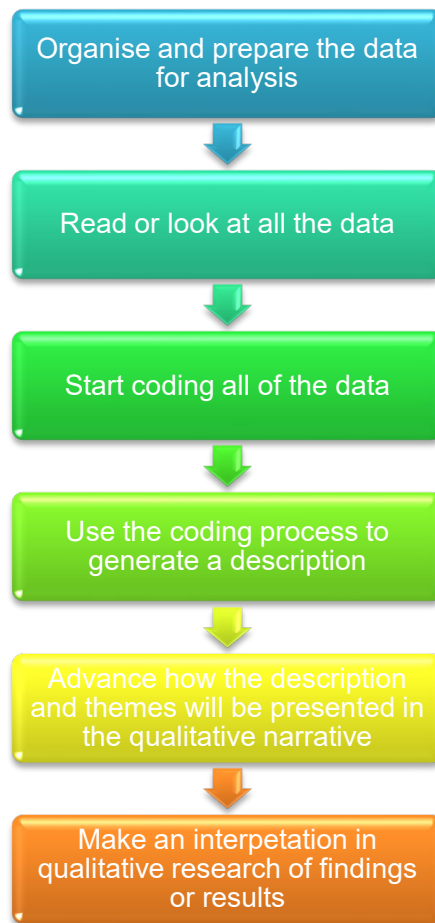 Organise and prepare the data
for analysis
Read or look at all the data
Start coding all of the data
Use the coding process to
generate a description
Advance how the description
and themes will be presented in
the qualitative narrative
Make an interpetation in
qualitative research of findings
or results